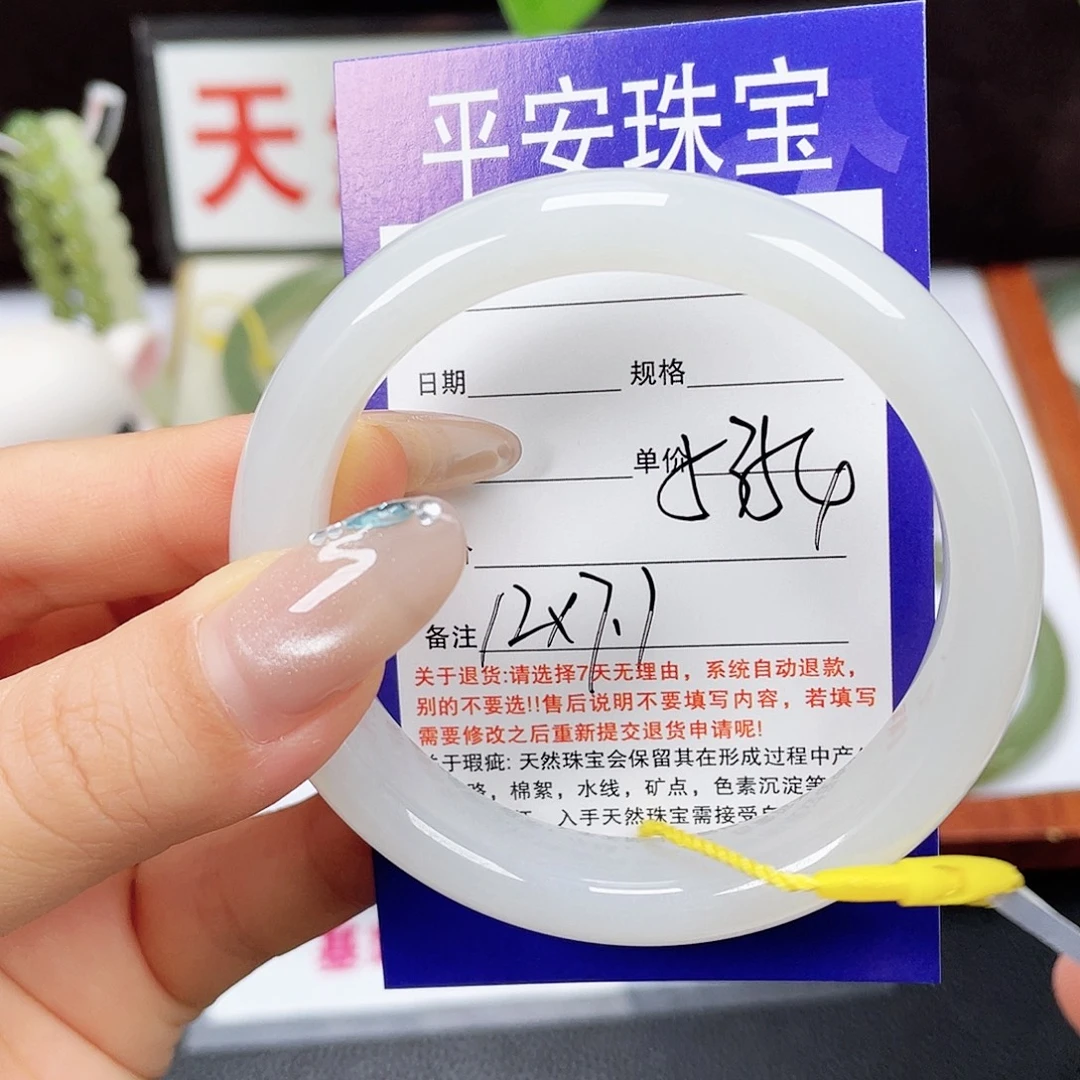 天
平安珠宝
日期 规格
单价
备注 12x7.1
关于退货:请选择7天无理由，系统自动退款，
别的不要选!!售后说明不要填写内容，若填写
需要修改之后重新提交退货申请呢!
关于瑕疵: 天然珠宝会保留其在形成过程中产
，棉絮，水线，矿点，色素沉淀等
入手天然珠宝需接受